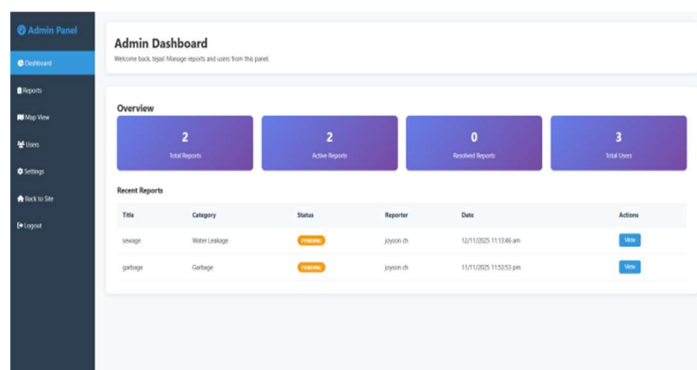 Admin Panel
Dashboard
Reports
Map View
Users
Settings
Back to Site
Logout
Admin Dashboard
Welcome back, tejas! Manage reports and users from this panel.
Overview
2
Total Reports
2
Active Reports
0
Resolved Reports
3
Total Users
Recent Reports
Title Category Status Reporter Date Actions
sewage Water Leakage PENDING joyson ch 12/11/2025 11:13:46 am View
garbage Garbage PENDING joyson ch 11/11/2025 11:53:53 pm View